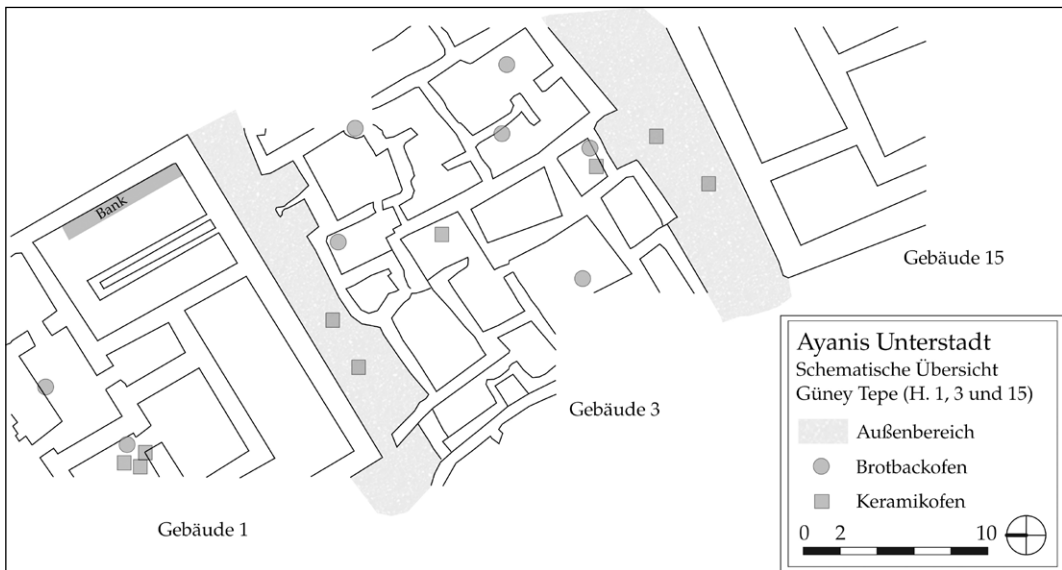 Bank
Gebäude 15
Gebäude 3
Gebäude 1
Ayanis Unterstadt
Schematische Übersicht
Güney Tepe (H. 1, 3 und 15)
Außenbereich
Brotbackofen
Keramikofen
0 2 10